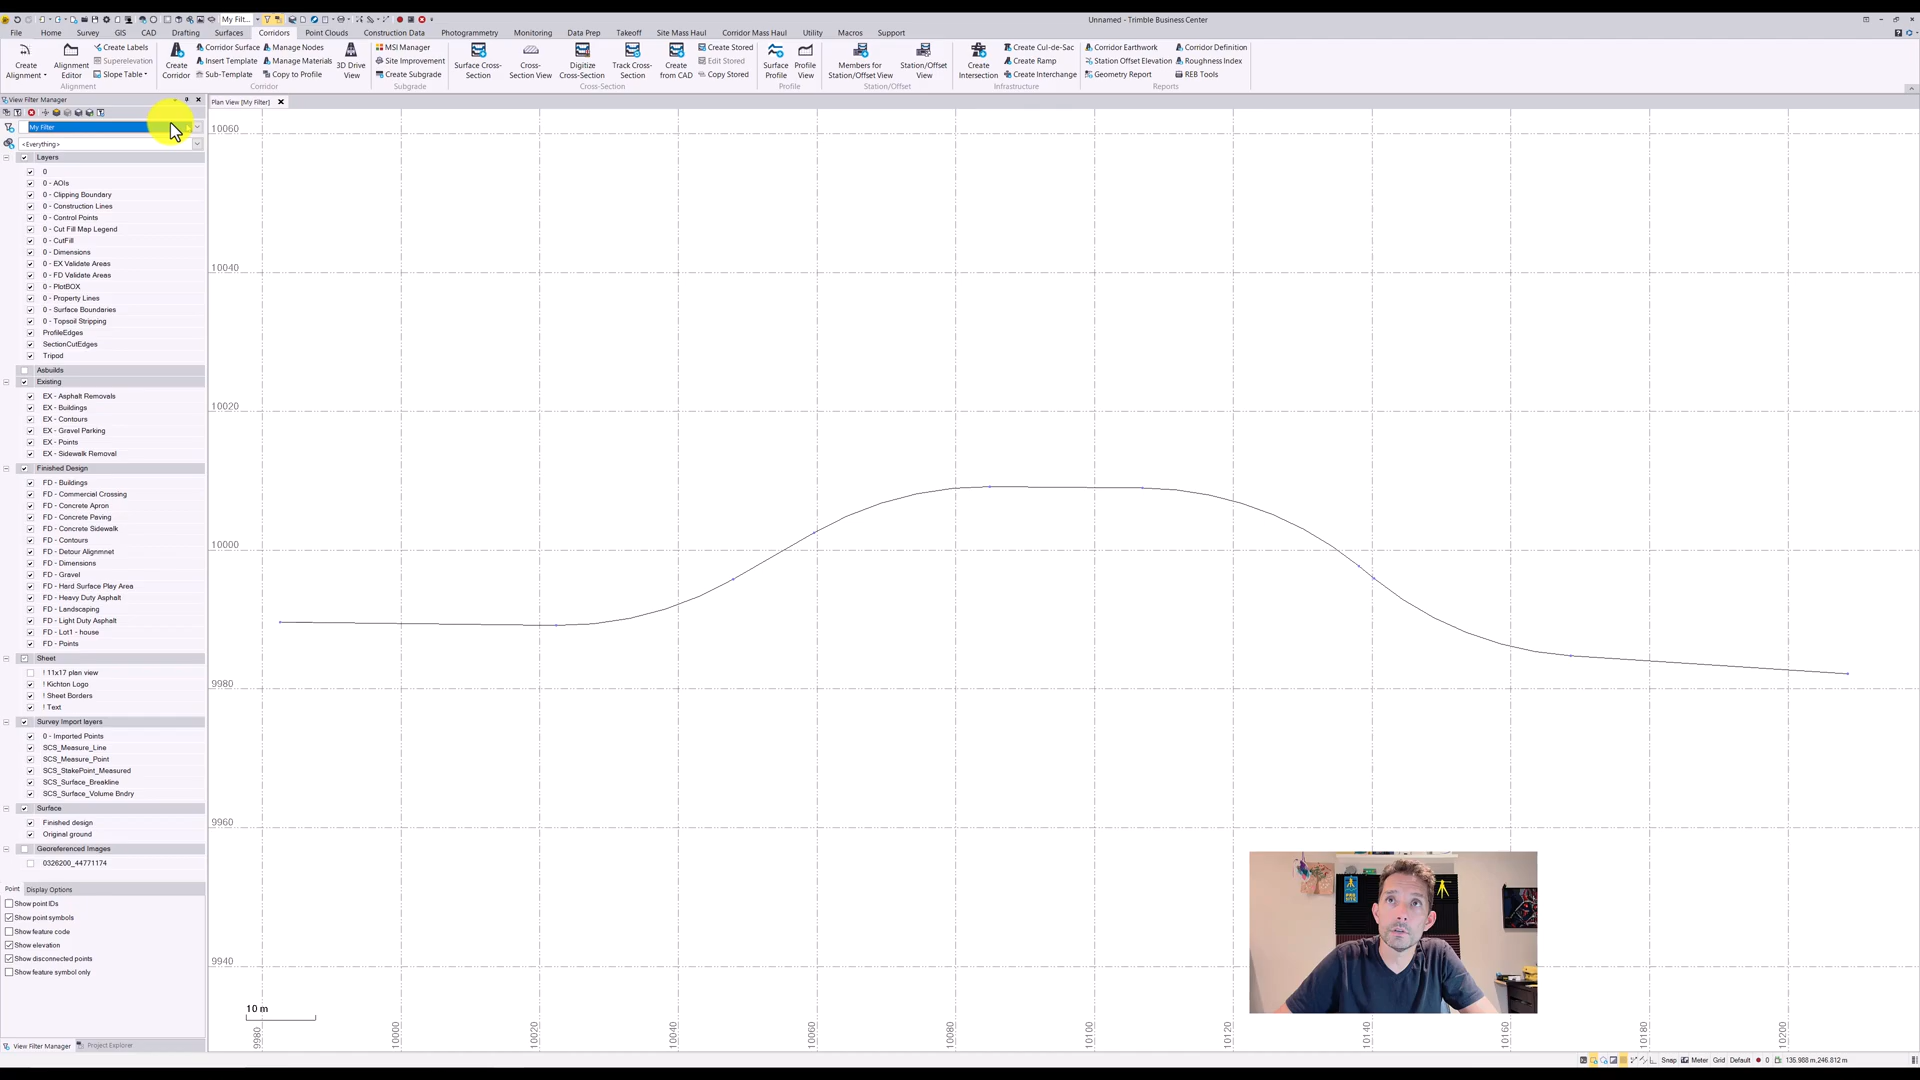 My Filt...
Unnamed - Trimble Business Center
File Home Survey GIS CAD Drafting Surfaces Corridors Point Clouds Construction Data Photogrammetry Monitoring Data Prep Takeoff Site Mass Haul Corridor Mass Haul Utility Macros Support
Create Alignment
Alignment Editor
Create Labels
Superelevation
Slope Table
Alignment
Create Corridor
Corridor Surface
Insert Template
Sub-Template
Manage Nodes
Manage Materials
Copy to Profile
3D Drive View
Corridor
MSI Manager
Site Improvement
Create Subgrade
Subgrade
Surface Cross-Section
Cross-Section View
Digitize Cross-Section
Track Cross-Section
Create from CAD
Create Stored
Edit Stored
Copy Stored
Cross-Section
Surface Profile
Profile View
Profile
Members for Station/Offset View
Station/Offset View
Station/Offset
Create Intersection
Create Cul-de-Sac
Create Ramp
Create Interchange
Infrastructure
Corridor Earthwork
Station Offset Elevation
Geometry Report
Corridor Definition
Roughness Index
REB Tools
Reports
View Filter Manager
Plan View [My Filter]
My Filter
<Everything>
Layers
0
0 - AOIs
0 - Clipping Boundary
0 - Construction Lines
0 - Control Points
0 - Cut Fill Map Legend
0 - CutFill
0 - Dimensions
0 - EX Validate Areas
0 - FD Validate Areas
0 - PlotBOX
0 - Property Lines
0 - Surface Boundaries
0 - Topsoil Stripping
ProfileEdges
SectionCutEdges
Tripod
Asbuilds
Existing
EX - Asphalt Removals
EX - Buildings
EX - Contours
EX - Gravel Parking
EX - Points
EX - Sidewalk Removal
Finished Design
FD - Buildings
FD - Commercial Crossing
FD - Concrete Apron
FD - Concrete Paving
FD - Concrete Sidewalk
FD - Contours
FD - Detour Alignmnet
FD - Dimensions
FD - Gravel
FD - Hard Surface Play Area
FD - Heavy Duty Asphalt
FD - Landscaping
FD - Light Duty Asphalt
FD - Lot1 - house
FD - Points
Sheet
! 11x17 plan view
! Kichton Logo
! Sheet Borders
! Text
Survey Import layers
0 - Imported Points
SCS_Measure_Line
SCS_Measure_Point
SCS_StakePoint_Measured
SCS_Surface_Breakline
SCS_Surface_Volume Bndry
Surface
Finished design
Original ground
Georeferenced Images
0326200_44771174
Point Display Options
Show point IDs
Show point symbols
Show feature code
Show elevation
Show disconnected points
Show feature symbol only
View Filter Manager Project Explorer
10060
10040
10020
10000
9980
9960
9940
10 m
9980 10000 10020 10040 10060 10080 10100 10120 10140 10160 10180 10200
Snap Meter Grid Default 0 135.988 m,246.812 m